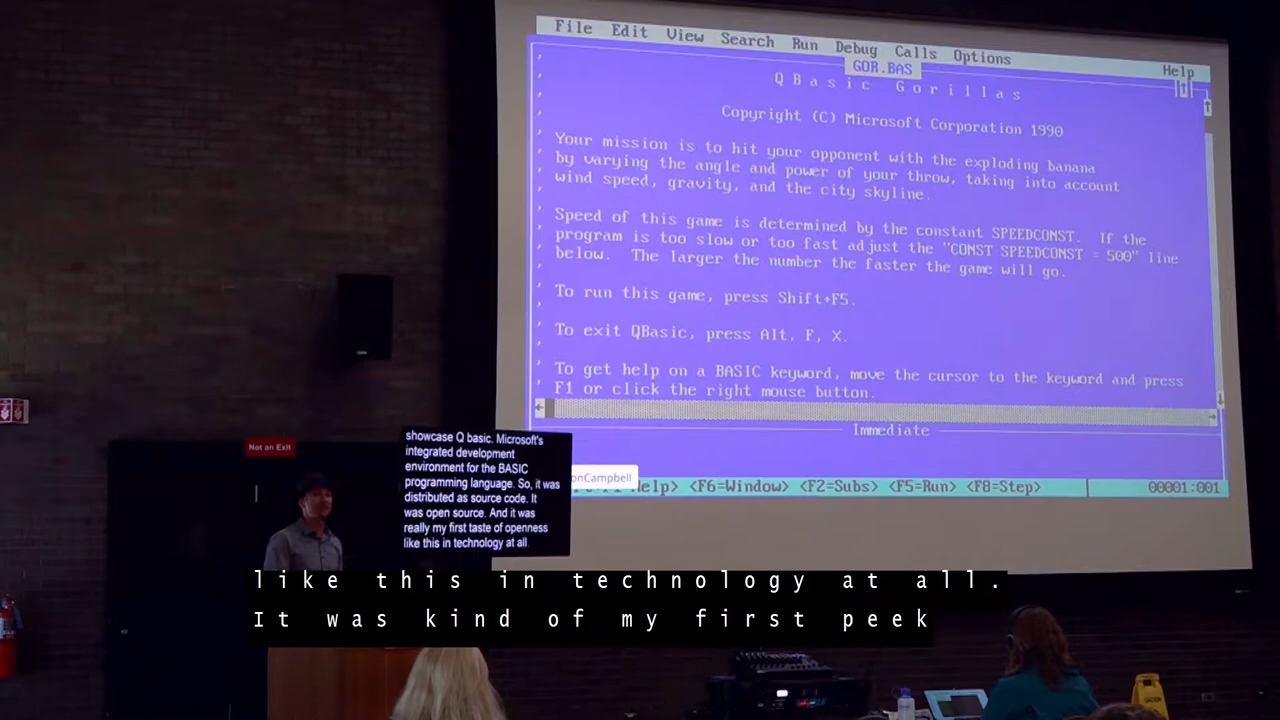 File Edit View Search Run Debug Calls Options Help
GOR.BAS
Q B a s i c   G o r i l l a s
Copyright (C) Microsoft Corporation 1990
Your mission is to hit your opponent with the exploding banana
by varying the angle and power of your throw, taking into account
wind speed, gravity, and the city skyline.
Speed of this game is determined by the constant SPEEDCONST.  If the
program is too slow or too fast adjust the "CONST SPEEDCONST = 500" line
below.  The larger the number the faster the game will go.
To run this game, press Shift+F5.
To exit QBasic, press Alt, F, X.
To get help on a BASIC keyword, move the cursor to the keyword and press
F1 or click the right mouse button.
Immediate
onCampbell
Help> <F6=Window> <F2=Subs> <F5=Run> <F8=Step> 00001:001
Not an Exit
showcase Q basic. Microsoft's
integrated development
environment for the BASIC
programming language. So, it was
distributed as source code. It
was open source. And it was
really my first taste of openness
like this in technology at all.
like this in technology at all.
It was kind of my first peek